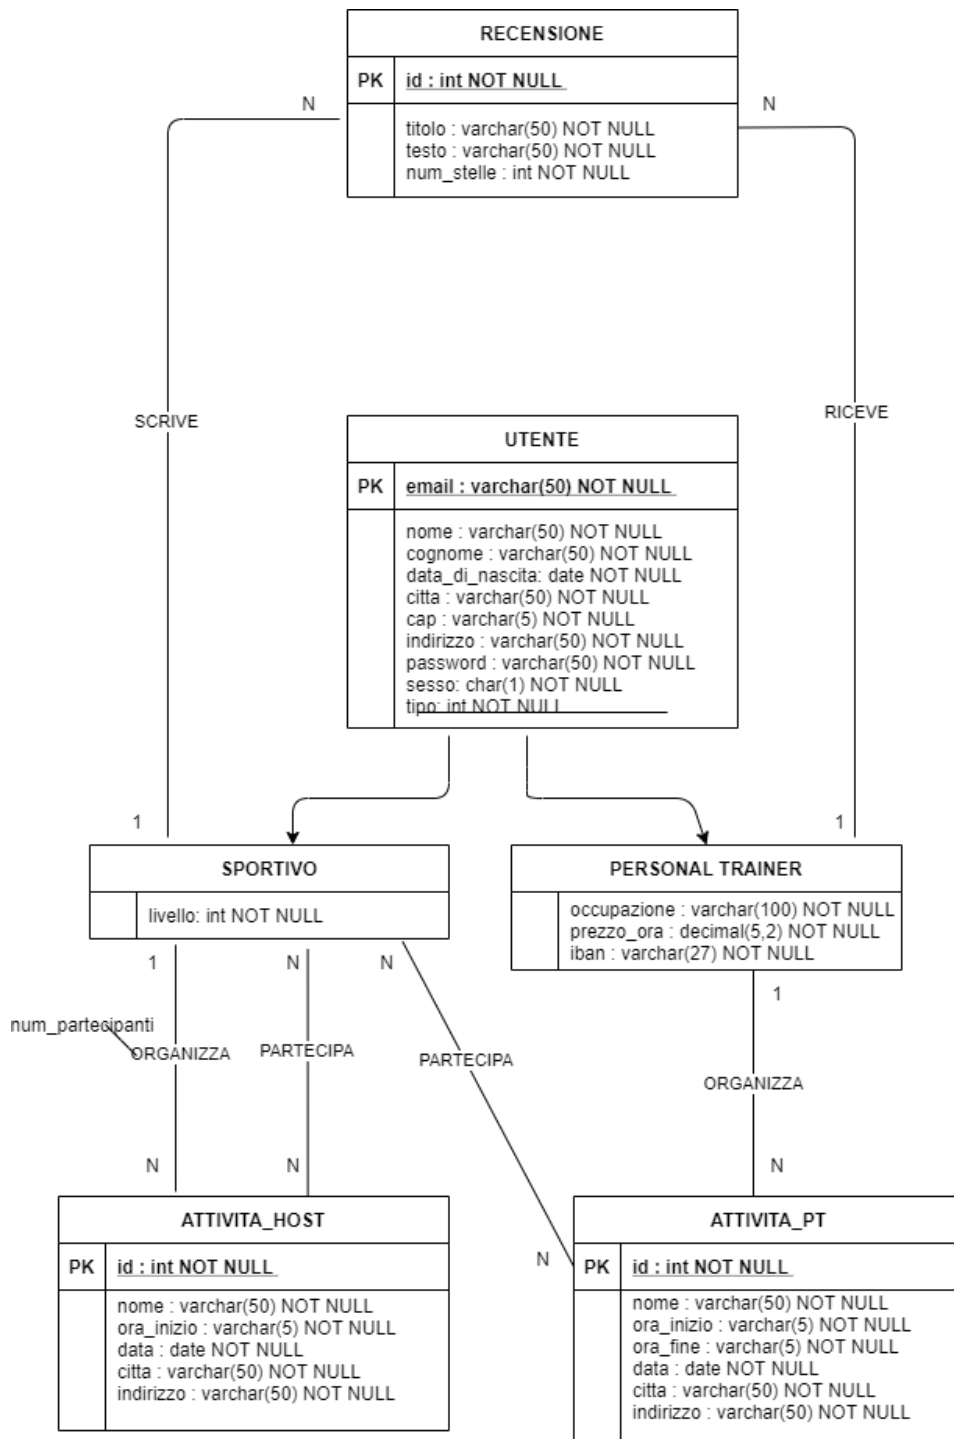 RECENSIONE
PK id : int NOT NULL
N
N
titolo : varchar(50) NOT NULL
testo : varchar(50) NOT NULL
num_stelle : int NOT NULL
SCRIVE
RICEVE
UTENTE
PK email : varchar(50) NOT NULL
nome : varchar(50) NOT NULL
cognome : varchar(50) NOT NULL
data_di_nascita: date NOT NULL
citta : varchar(50) NOT NULL
cap : varchar(5) NOT NULL
indirizzo : varchar(50) NOT NULL
password : varchar(50) NOT NULL
sesso: char(1) NOT NULL
tipo: int NOT NULL
1
1
SPORTIVO
livello: int NOT NULL
PERSONAL TRAINER
occupazione : varchar(100) NOT NULL
prezzo_ora : decimal(5,2) NOT NULL
iban : varchar(27) NOT NULL
1
N
N
1
num_partecipanti
ORGANIZZA
PARTECIPA
PARTECIPA
ORGANIZZA
N
N
N
N
ATTIVITA_HOST
PK id : int NOT NULL
nome : varchar(50) NOT NULL
ora_inizio : varchar(5) NOT NULL
data : date NOT NULL
citta : varchar(50) NOT NULL
indirizzo : varchar(50) NOT NULL
ATTIVITA_PT
PK id : int NOT NULL
nome : varchar(50) NOT NULL
ora_inizio : varchar(5) NOT NULL
ora_fine : varchar(5) NOT NULL
data : date NOT NULL
citta : varchar(50) NOT NULL
indirizzo : varchar(50) NOT NULL